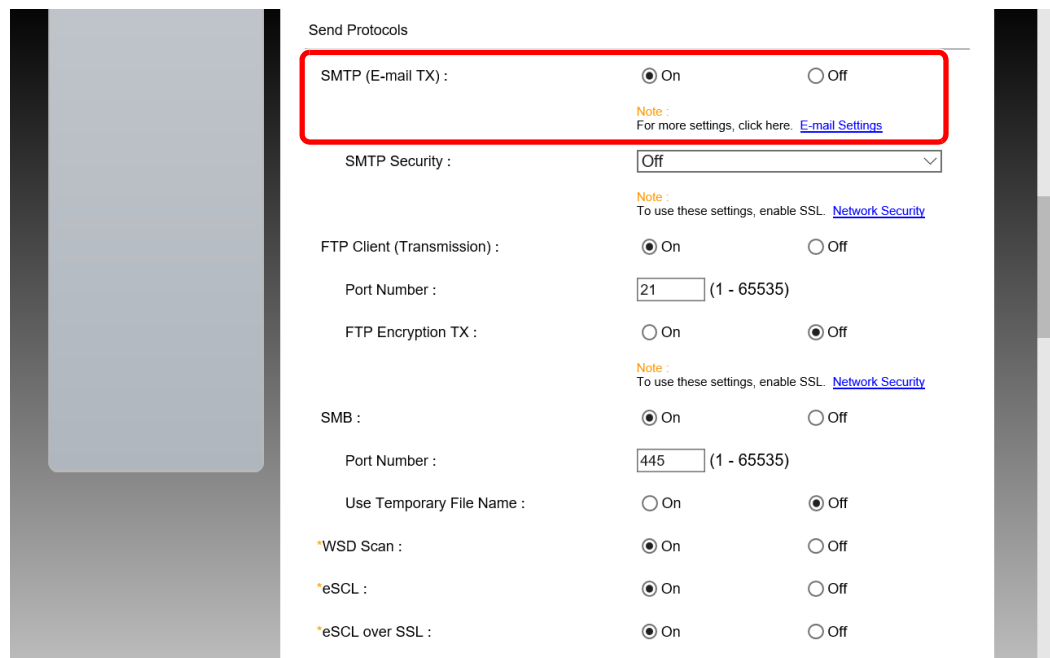 Send Protocols
SMTP (E-mail TX) : On Off
Note :
For more settings, click here. E-mail Settings
SMTP Security : Off
Note :
To use these settings, enable SSL. Network Security
FTP Client (Transmission) : On Off
Port Number : 21 (1 - 65535)
FTP Encryption TX : On Off
Note :
To use these settings, enable SSL. Network Security
SMB : On Off
Port Number : 445 (1 - 65535)
Use Temporary File Name : On Off
*WSD Scan : On Off
*eSCL : On Off
*eSCL over SSL : On Off